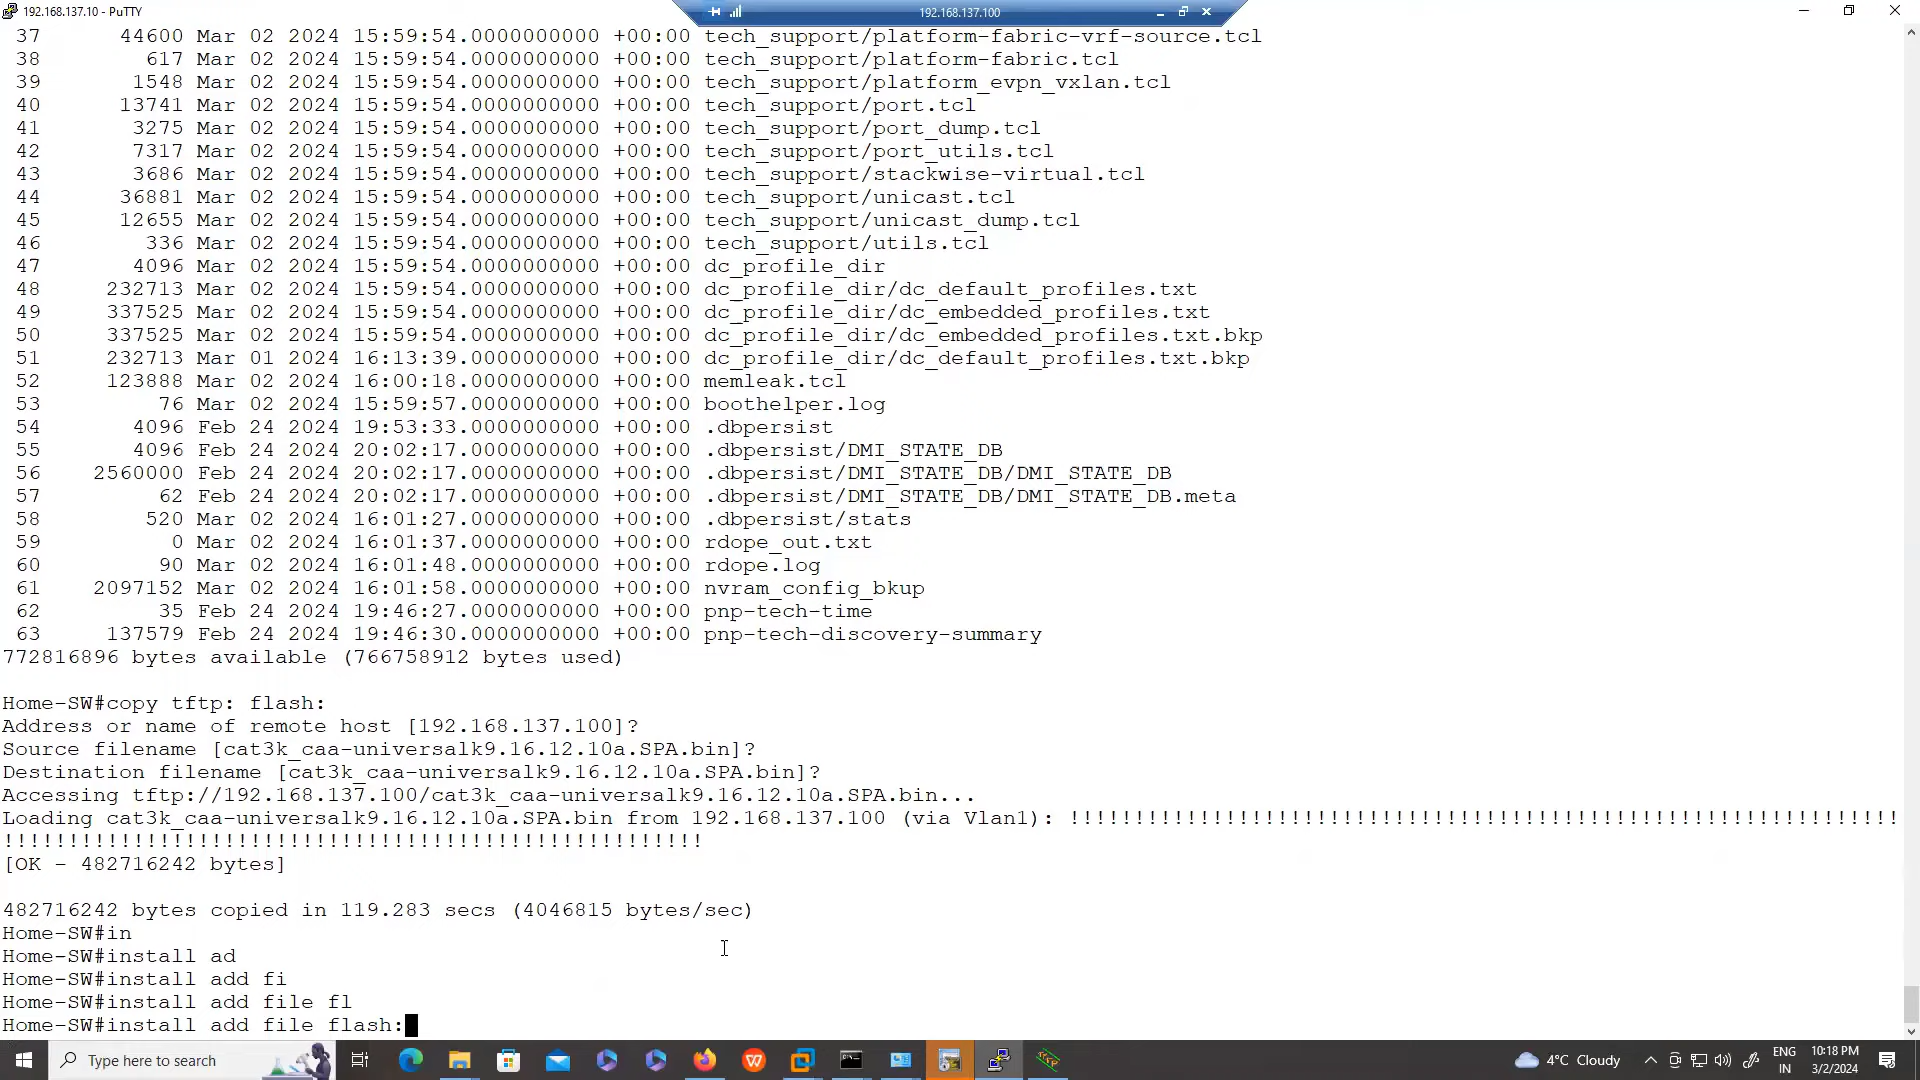 192.168.137.10 - PuTTY
192.168.137.100
37 44600 Mar 02 2024 15:59:54.0000000000 +00:00 tech_support/platform-fabric-vrf-source.tcl
38 617 Mar 02 2024 15:59:54.0000000000 +00:00 tech_support/platform-fabric.tcl
39 1548 Mar 02 2024 15:59:54.0000000000 +00:00 tech_support/platform_evpn_vxlan.tcl
40 13741 Mar 02 2024 15:59:54.0000000000 +00:00 tech_support/port.tcl
41 3275 Mar 02 2024 15:59:54.0000000000 +00:00 tech_support/port_dump.tcl
42 7317 Mar 02 2024 15:59:54.0000000000 +00:00 tech_support/port_utils.tcl
43 3686 Mar 02 2024 15:59:54.0000000000 +00:00 tech_support/stackwise-virtual.tcl
44 36881 Mar 02 2024 15:59:54.0000000000 +00:00 tech_support/unicast.tcl
45 12655 Mar 02 2024 15:59:54.0000000000 +00:00 tech_support/unicast_dump.tcl
46 336 Mar 02 2024 15:59:54.0000000000 +00:00 tech_support/utils.tcl
47 4096 Mar 02 2024 15:59:54.0000000000 +00:00 dc_profile_dir
48 232713 Mar 02 2024 15:59:54.0000000000 +00:00 dc_profile_dir/dc_default_profiles.txt
49 337525 Mar 02 2024 15:59:54.0000000000 +00:00 dc_profile_dir/dc_embedded_profiles.txt
50 337525 Mar 02 2024 15:59:54.0000000000 +00:00 dc_profile_dir/dc_embedded_profiles.txt.bkp
51 232713 Mar 01 2024 16:13:39.0000000000 +00:00 dc_profile_dir/dc_default_profiles.txt.bkp
52 123888 Mar 02 2024 16:00:18.0000000000 +00:00 memleak.tcl
53 76 Mar 02 2024 15:59:57.0000000000 +00:00 boothelper.log
54 4096 Feb 24 2024 19:53:33.0000000000 +00:00 .dbpersist
55 4096 Feb 24 2024 20:02:17.0000000000 +00:00 .dbpersist/DMI_STATE_DB
56 2560000 Feb 24 2024 20:02:17.0000000000 +00:00 .dbpersist/DMI_STATE_DB/DMI_STATE_DB
57 62 Feb 24 2024 20:02:17.0000000000 +00:00 .dbpersist/DMI_STATE_DB/DMI_STATE_DB.meta
58 520 Mar 02 2024 16:01:27.0000000000 +00:00 .dbpersist/stats
59 0 Mar 02 2024 16:01:37.0000000000 +00:00 rdope_out.txt
60 90 Mar 02 2024 16:01:48.0000000000 +00:00 rdope.log
61 2097152 Mar 02 2024 16:01:58.0000000000 +00:00 nvram_config_bkup
62 35 Feb 24 2024 19:46:27.0000000000 +00:00 pnp-tech-time
63 137579 Feb 24 2024 19:46:30.0000000000 +00:00 pnp-tech-discovery-summary
772816896 bytes available (766758912 bytes used)
Home-SW#copy tftp: flash:
Address or name of remote host [192.168.137.100]?
Source filename [cat3k_caa-universalk9.16.12.10a.SPA.bin]?
Destination filename [cat3k_caa-universalk9.16.12.10a.SPA.bin]?
Accessing tftp://192.168.137.100/cat3k_caa-universalk9.16.12.10a.SPA.bin...
Loading cat3k_caa-universalk9.16.12.10a.SPA.bin from 192.168.137.100 (via Vlan1): !!!!!!!!!!!!!!!!!!!!!!!!!!!!!!!!!!!!!!!!!!!!!!!!!!!!!!!!!!!!!!!!
!!!!!!!!!!!!!!!!!!!!!!!!!!!!!!!!!!!!!!!!!!!!!!!!!!!!!!
[OK - 482716242 bytes]
482716242 bytes copied in 119.283 secs (4046815 bytes/sec)
Home-SW#in
Home-SW#install ad
Home-SW#install add fi
Home-SW#install add file fl
Home-SW#install add file flash:
Type here to search
4°C Cloudy
ENG
IN
10:18 PM
3/2/2024